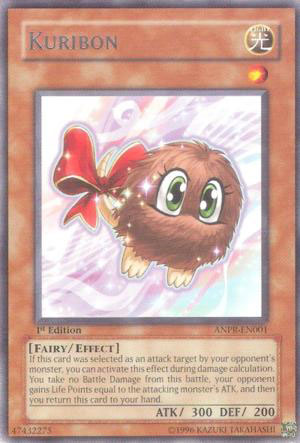 KURIBON
LIGHT
光
1st Edition
ANPR-EN001
[FAIRY/EFFECT]
If this card was selected as an attack target by your opponent's
monster, you can activate this effect during damage calculation.
You take no Battle Damage from this battle, your opponent
gains Life Points equal to the attacking monster's ATK, and then
you return this card to your hand.
ATK/ 300 DEF/ 200
47432275
©1996 KAZUKI TAKAHASHI